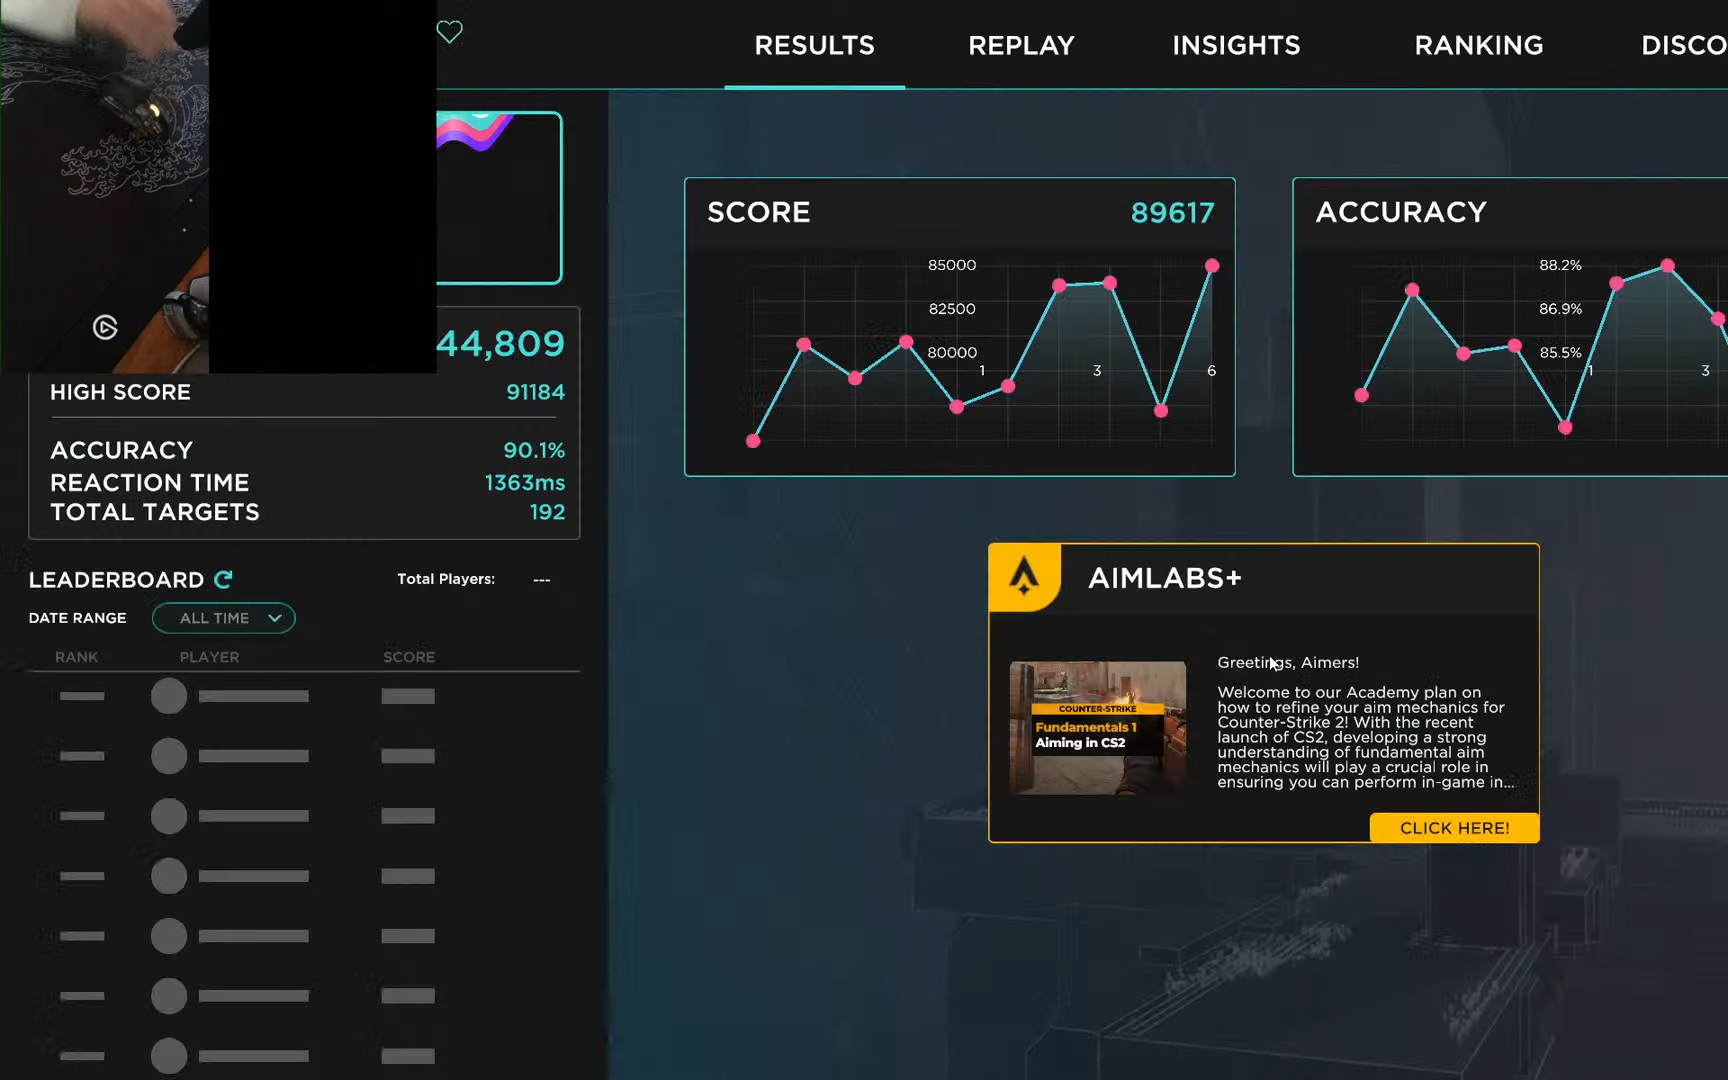 RESULTS
REPLAY
INSIGHTS
RANKING
DISCO
44,809
HIGH SCORE 91184
ACCURACY 90.1%
REACTION TIME 1363ms
TOTAL TARGETS 192
LEADERBOARD
Total Players: ---
DATE RANGE ALL TIME
RANK PLAYER SCORE
SCORE 89617
85000
82500
80000
1 3 6
ACCURACY
88.2%
86.9%
85.5%
1 3
AIMLABS+
COUNTER-STRIKE
Fundamentals 1
Aiming in CS2
Greetings, Aimers!
Welcome to our Academy plan on
how to refine your aim mechanics for
Counter-Strike 2! With the recent
launch of CS2, developing a strong
understanding of fundamental aim
mechanics will play a crucial role in
ensuring you can perform in-game in...
CLICK HERE!